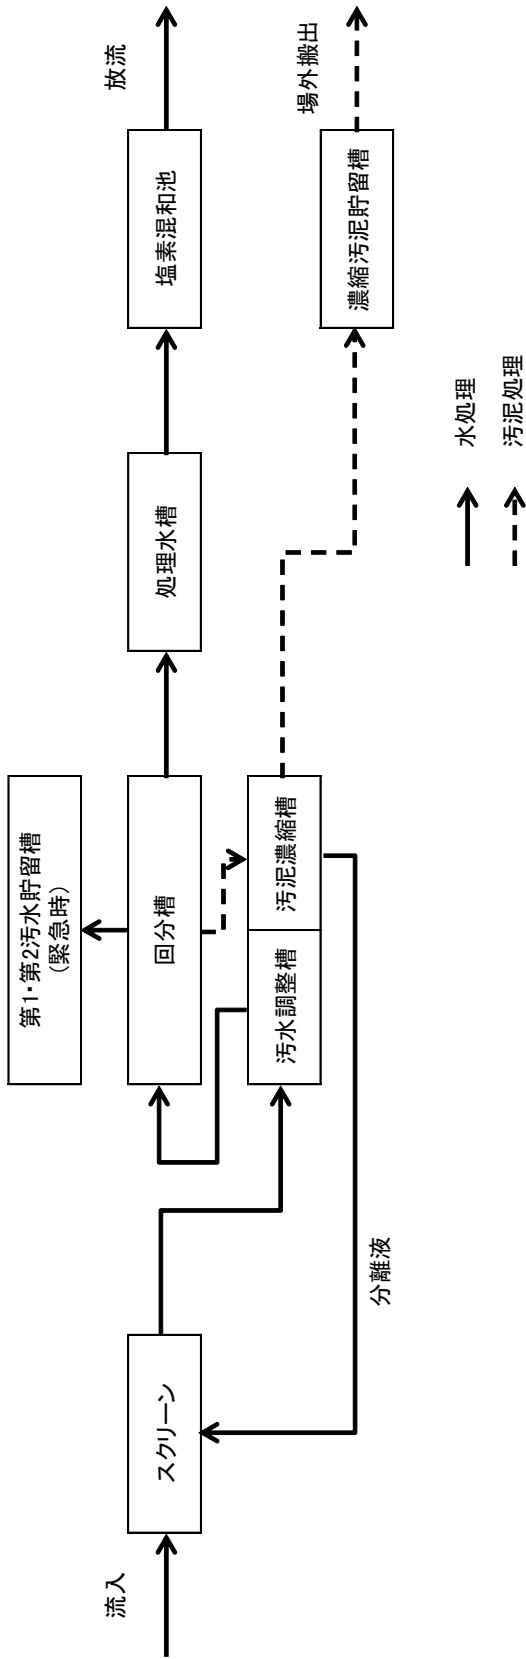 流入
スクリーン
分離液
第1・第2汚水貯留槽
(緊急時)
回分槽
汚水調整槽
汚泥濃縮槽
処理水槽
塩素混和池
放流
濃縮汚泥貯留槽
場外搬出
水処理
汚泥処理